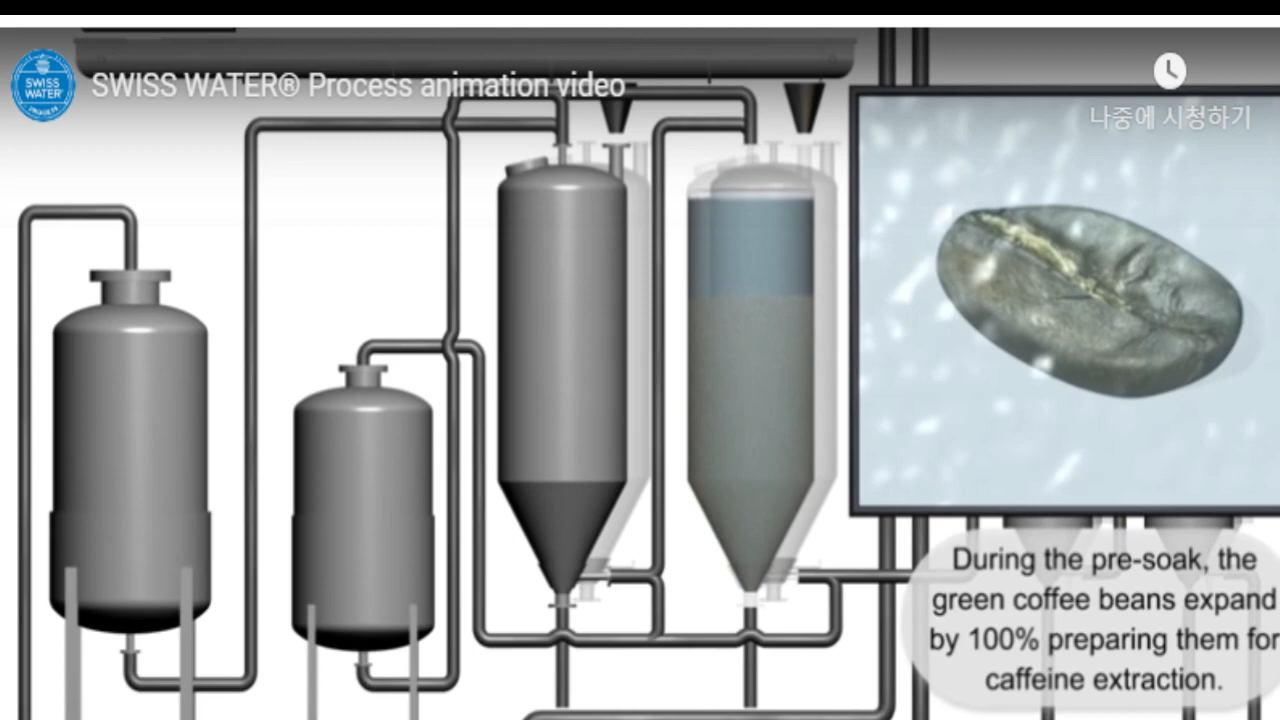 SWISS
WATER
SWISS WATER® Process animation video
나중에 시청하기
During the pre-soak, the
green coffee beans expand
by 100% preparing them for
caffeine extraction.